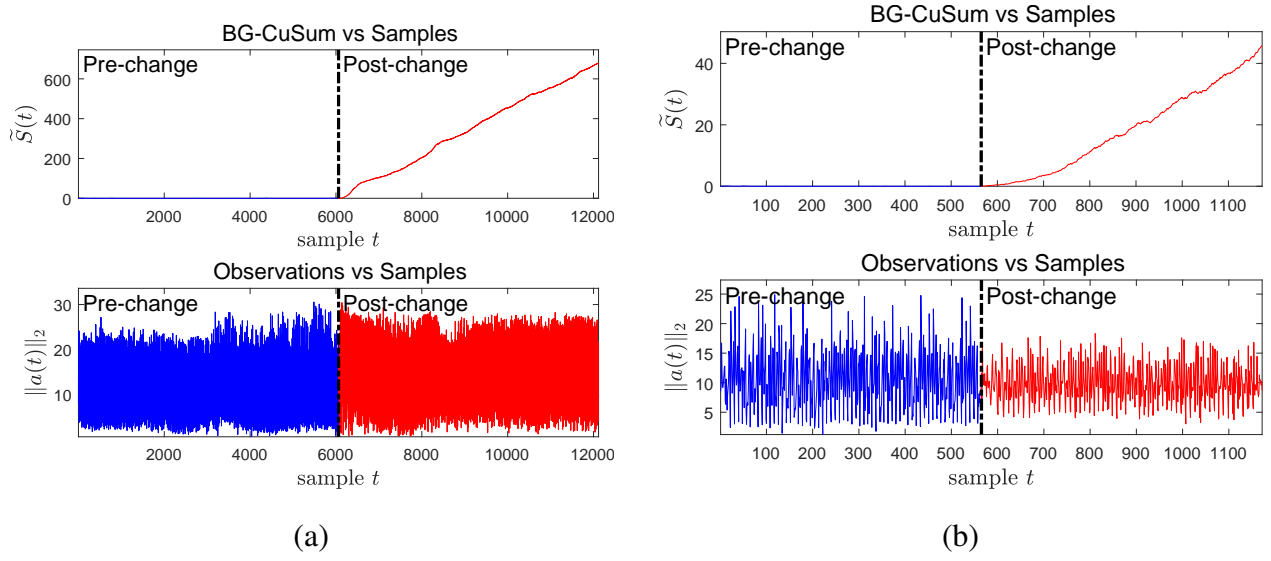 BG-CuSum vs Samples
Pre-change Post-change
600
400
200
0
S̃(t)
2000 4000 6000 8000 10000 12000
sample t
Observations vs Samples
Pre-change Post-change
30
20
10
||a(t)||₂
2000 4000 6000 8000 10000 12000
sample t
(a)
BG-CuSum vs Samples
Pre-change Post-change
40
20
0
S̃(t)
100 200 300 400 500 600 700 800 900 1000 1100
sample t
Observations vs Samples
Pre-change Post-change
25
20
15
10
5
||a(t)||₂
100 200 300 400 500 600 700 800 900 1000 1100
sample t
(b)